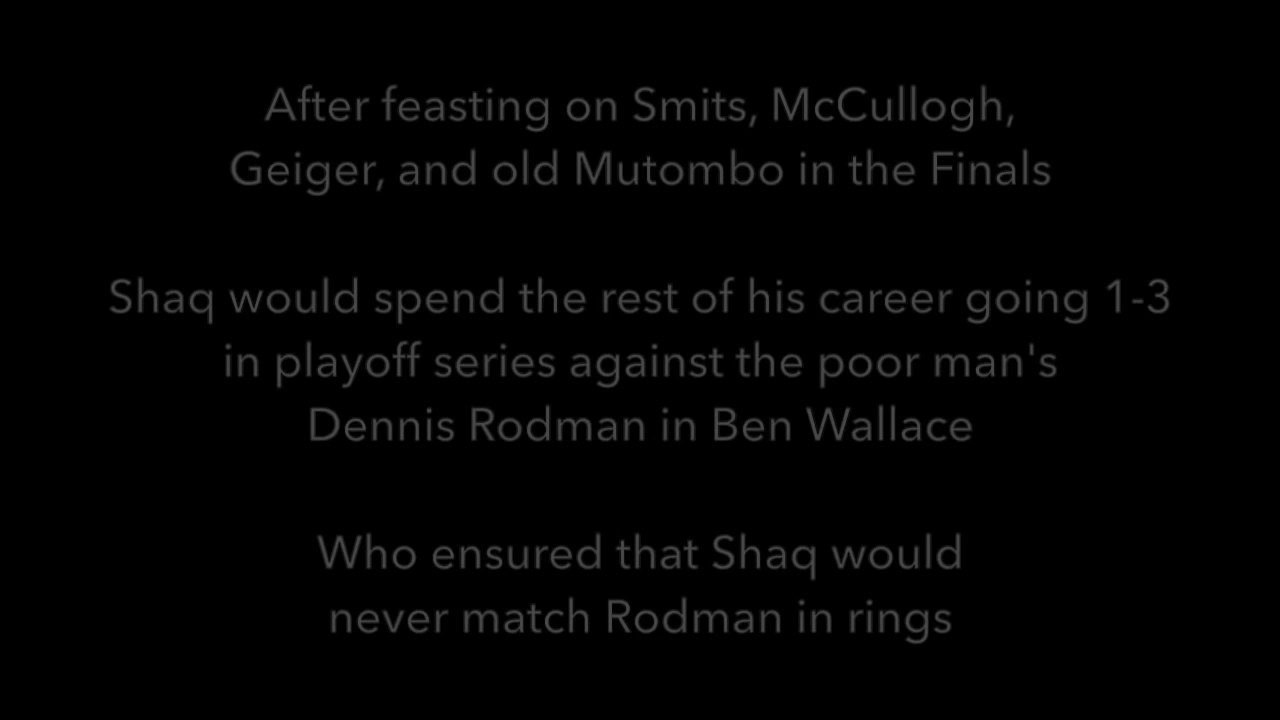 After feasting on Smits, McCullogh,
Geiger, and old Mutombo in the Finals
Shaq would spend the rest of his career going 1-3
in playoff series against the poor man's
Dennis Rodman in Ben Wallace
Who ensured that Shaq would
never match Rodman in rings